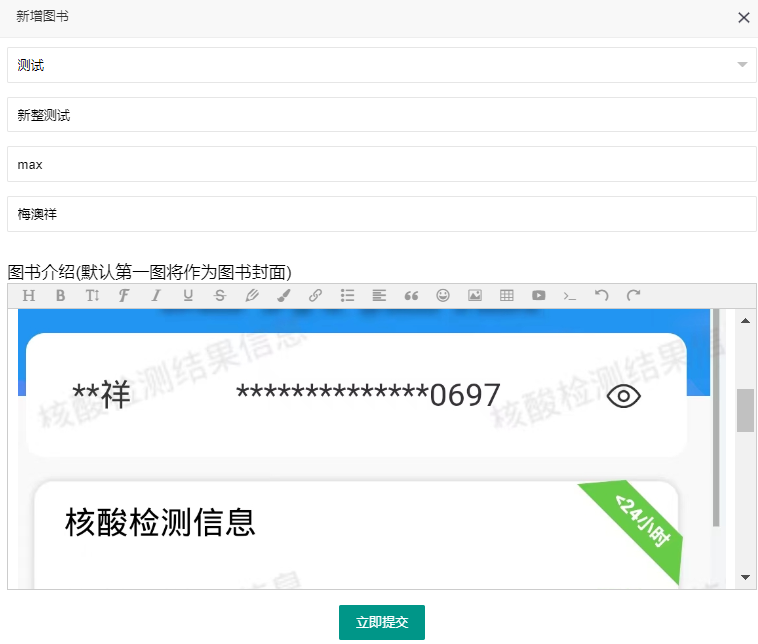 新增图书
测试
新整测试
max
梅澳祥
图书介绍(默认第一图将作为图书封面)
核酸检测结果信息
核酸检测结果信息
**祥 **************0697
<24小时
核酸检测信息
立即提交